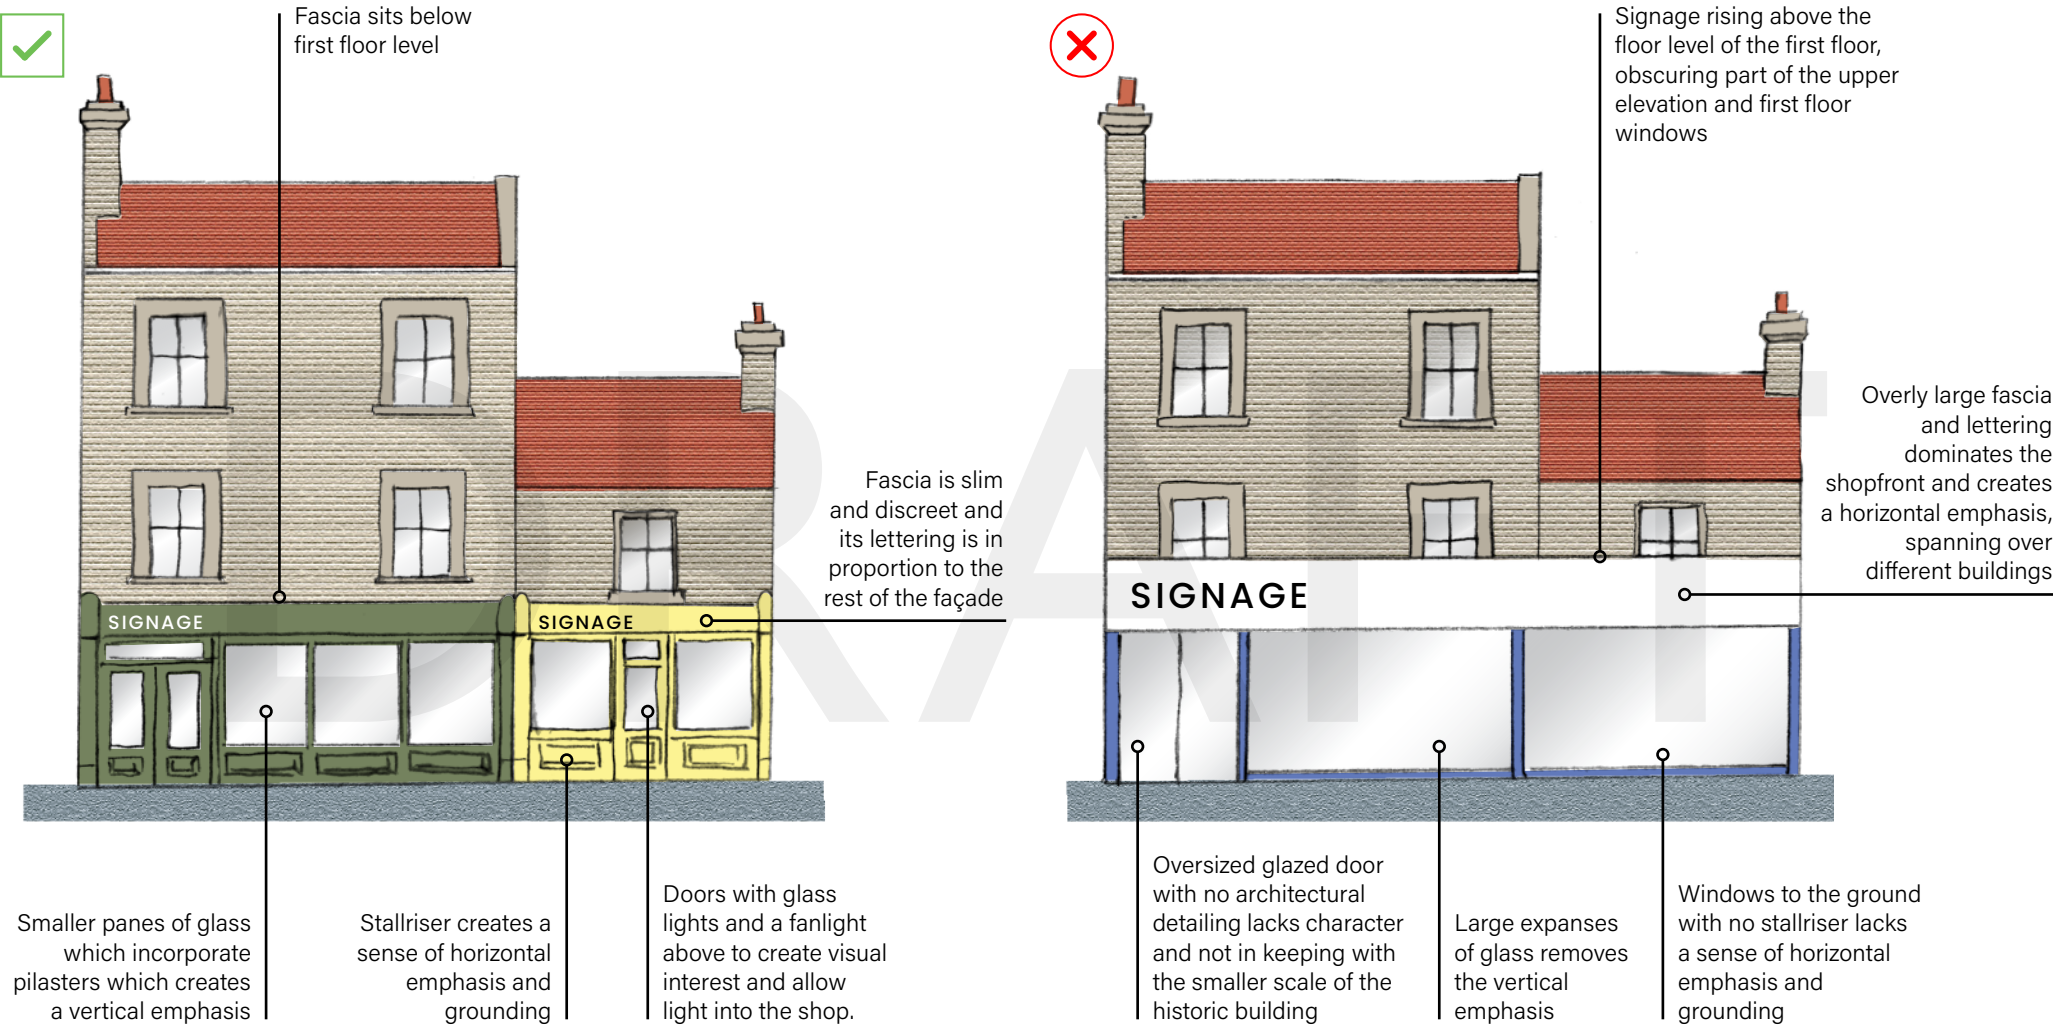 Fascia sits below
first floor level
Signage rising above the
floor level of the first floor,
obscuring part of the upper
elevation and first floor
windows
Fascia is slim
and discreet and
its lettering is in
proportion to the
rest of the façade
Overly large fascia
and lettering
dominates the
shopfront and creates
a horizontal emphasis,
spanning over
different buildings
SIGNAGE
SIGNAGE
SIGNAGE
DRAFT
Smaller panes of glass
which incorporate
pilasters which creates
a vertical emphasis
Stallriser creates a
sense of horizontal
emphasis and
grounding
Doors with glass
lights and a fanlight
above to create visual
interest and allow
light into the shop.
Oversized glazed door
with no architectural
detailing lacks character
and not in keeping with
the smaller scale of the
historic building
Large expanses
of glass removes
the vertical
emphasis
Windows to the ground
with no stallriser lacks
a sense of horizontal
emphasis and
grounding